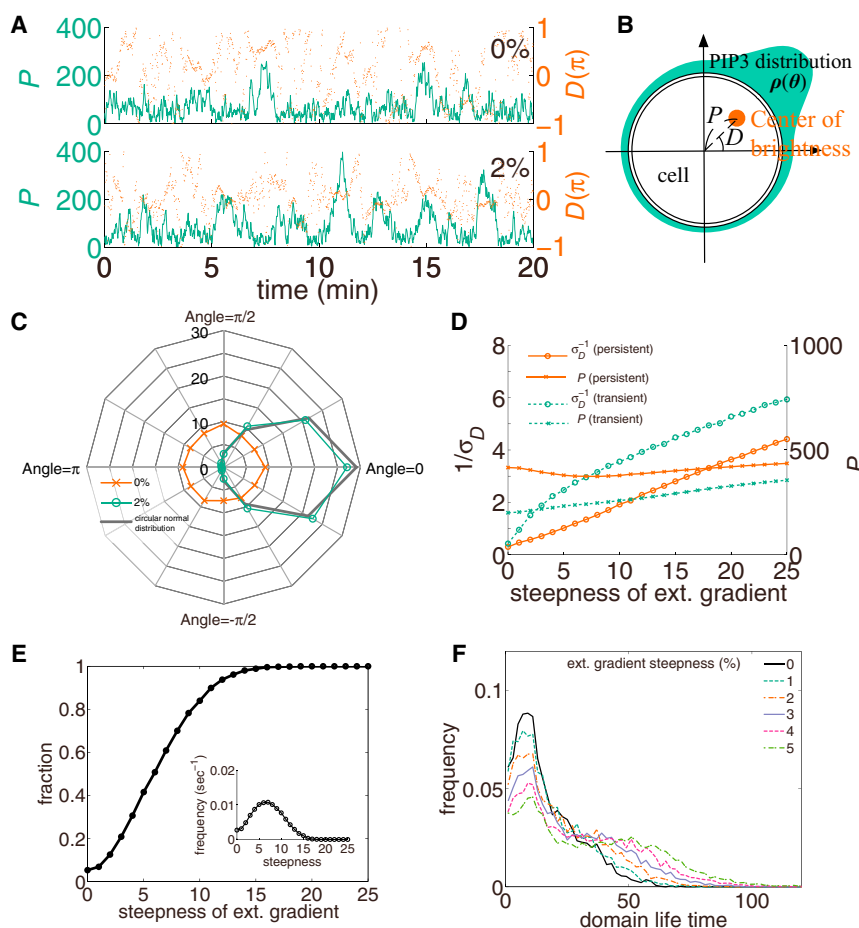 A
400
200
0
P
0%
1
0
−1
D(π)
400
200
0
P
2%
1
0
−1
D(π)
0 5 10 15 20
time (min)
B
PIP3 distribution
ρ(θ)
P
D
Center of
brightness
cell
C
Angle=π/2
30
20
10
0
Angle=π
Angle=0
0%
2%
circular normal
distribution
Angle=-π/2
D
8
6
4
2
0
1/σD
σD⁻¹ (persistent)
P (persistent)
σD⁻¹ (transient)
P (transient)
1000
500
0
P
0 5 10 15 20 25
steepness of ext. gradient
E
1
0.8
0.6
0.4
0.2
0
fraction
0 5 10 15 20 25
steepness of ext. gradient
0.02
0.01
0
frequency (sec⁻¹)
0 5 10 15 20 25
steepness
F
ext. gradient steepness (%)
0
1
2
3
4
5
0.1
0.05
0
frequency
0 50 100
domain life time